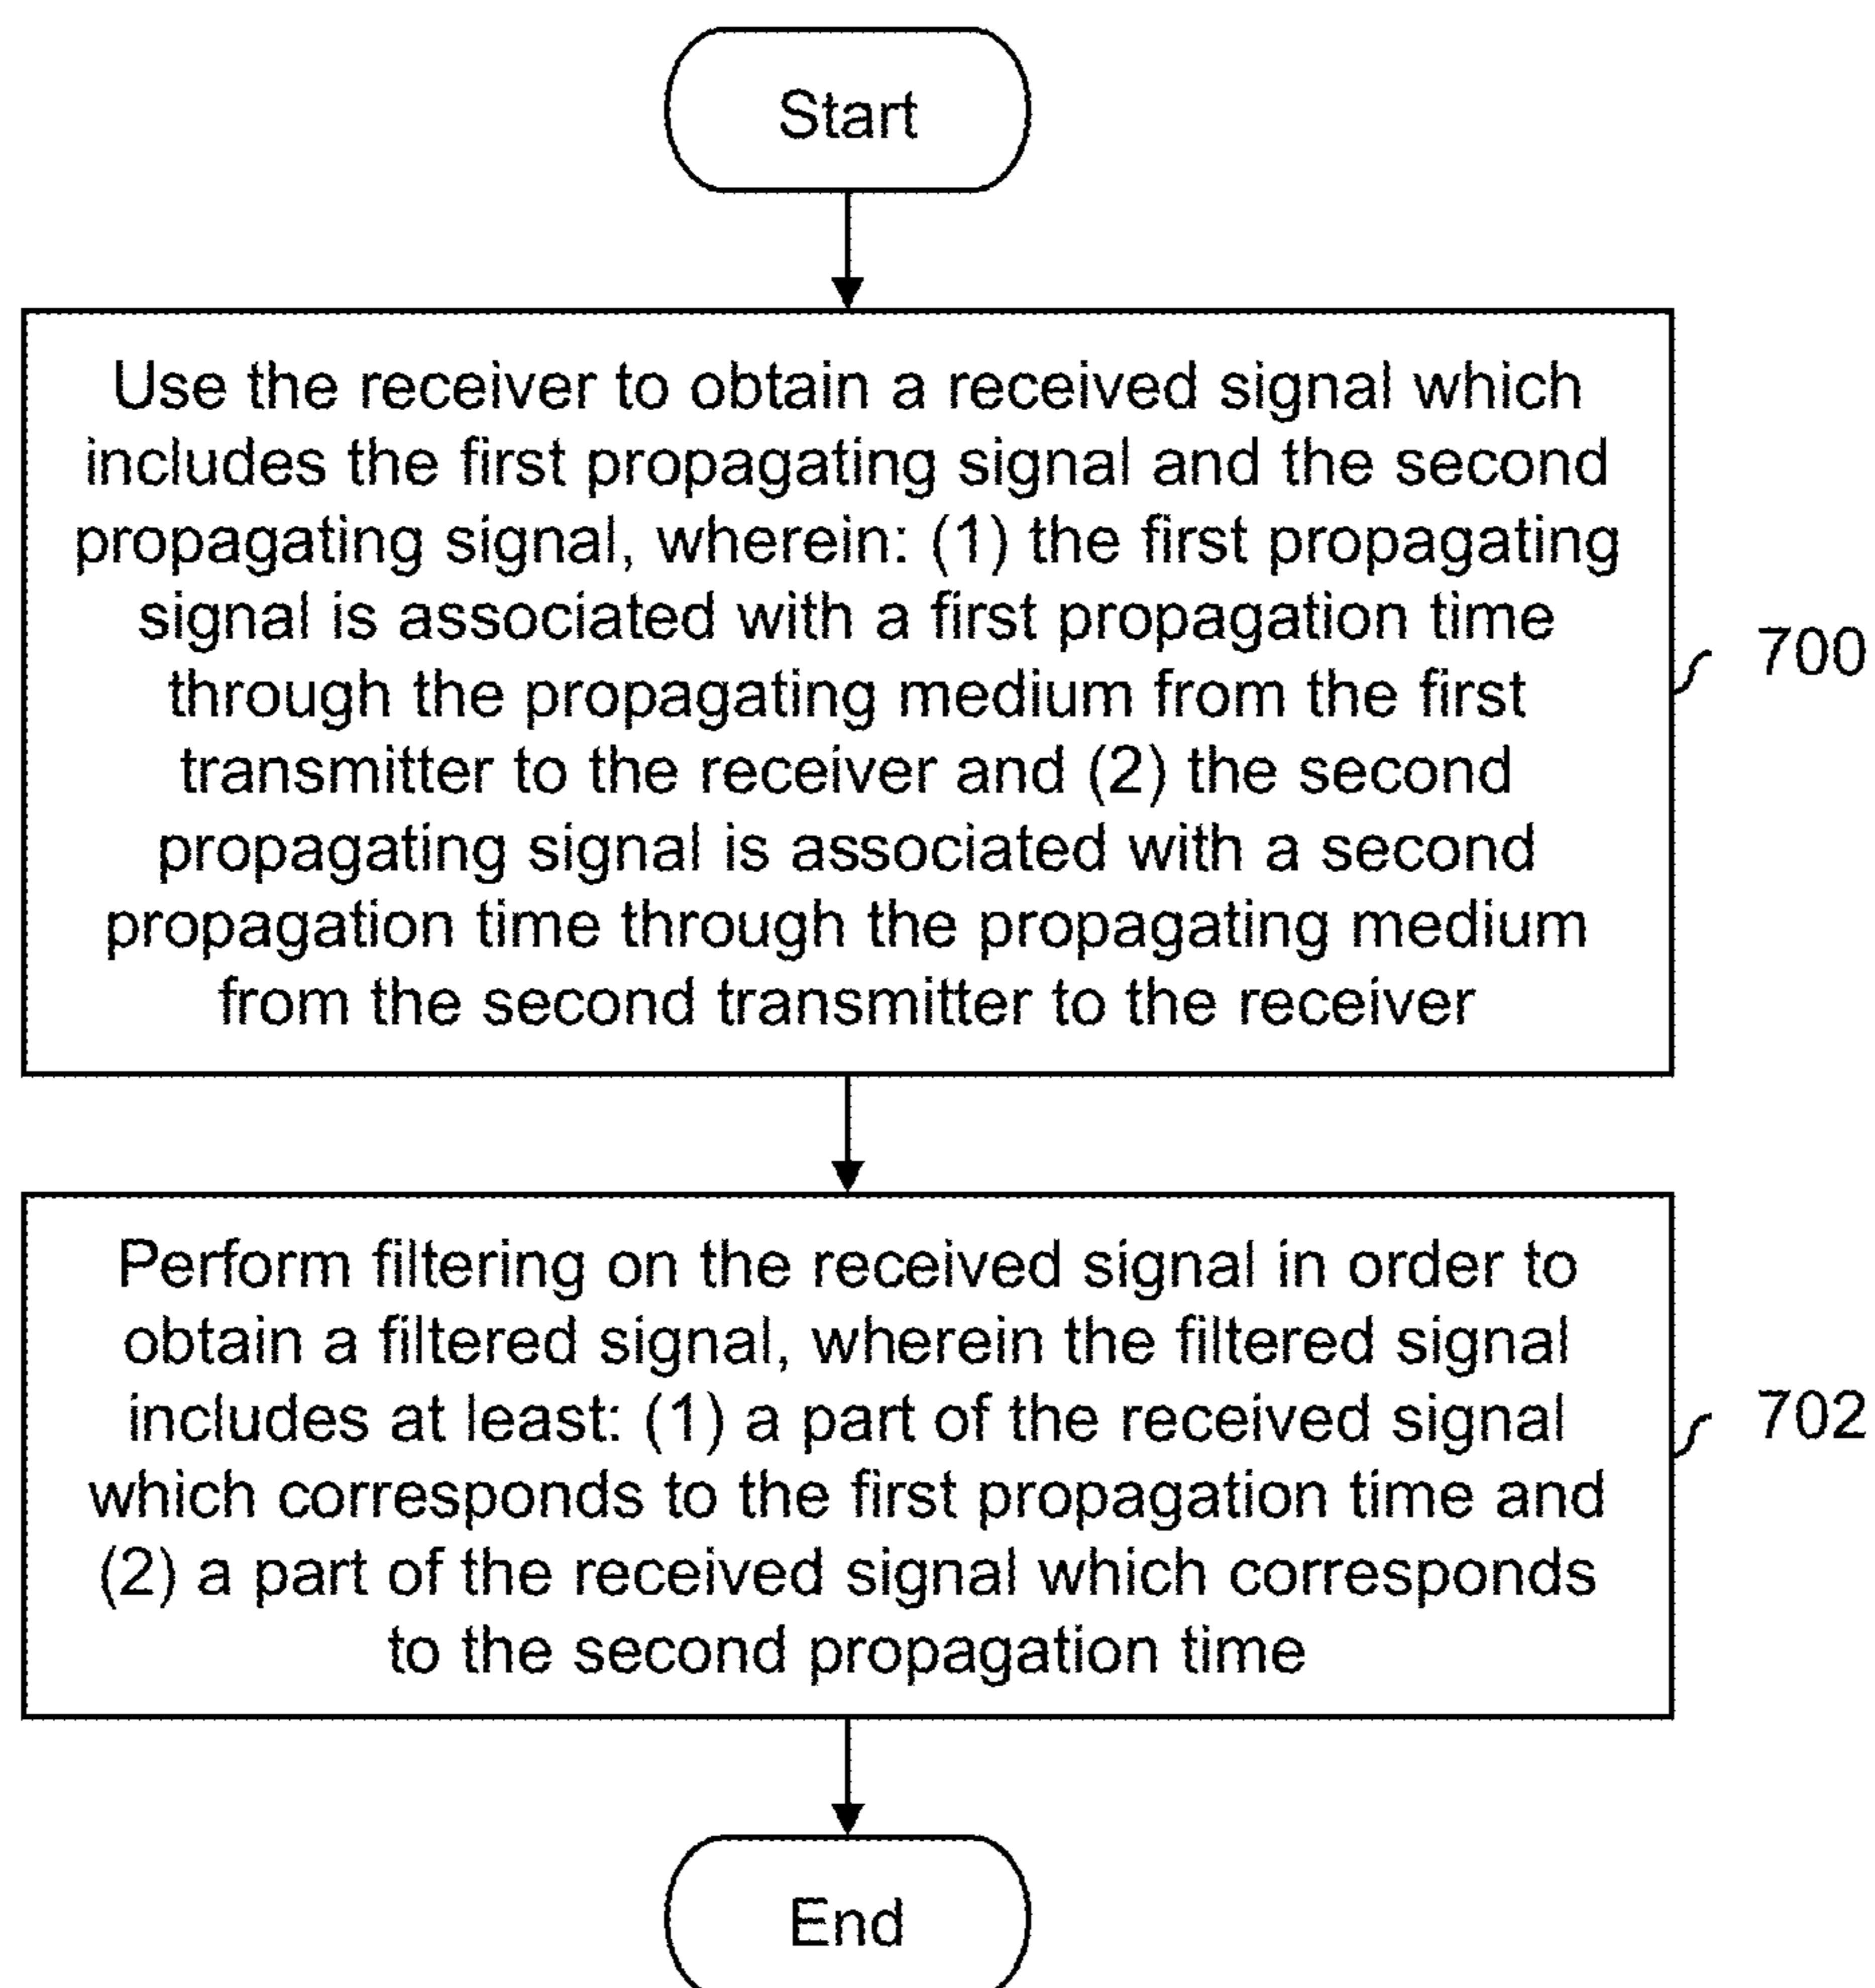 Start
Use the receiver to obtain a received signal which
includes the first propagating signal and the second
propagating signal, wherein: (1) the first propagating
signal is associated with a first propagation time
through the propagating medium from the first
transmitter to the receiver and (2) the second
propagating signal is associated with a second
propagation time through the propagating medium
from the second transmitter to the receiver
700
Perform filtering on the received signal in order to
obtain a filtered signal, wherein the filtered signal
includes at least: (1) a part of the received signal
which corresponds to the first propagation time and
(2) a part of the received signal which corresponds
to the second propagation time
702
End